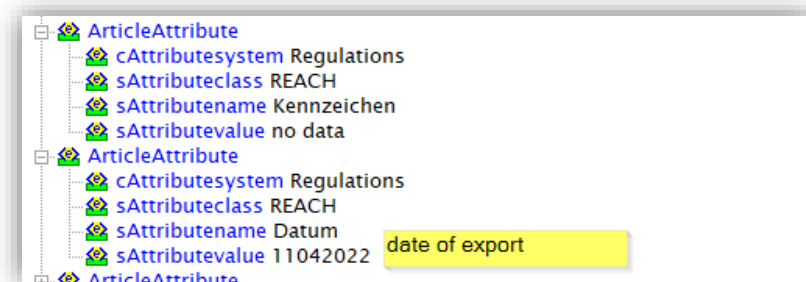 ArticleAttribute
cAttributesystem Regulations
sAttributeclass REACH
sAttributename Kennzeichen
sAttributevalue no data
ArticleAttribute
cAttributesystem Regulations
sAttributeclass REACH
sAttributename Datum
sAttributevalue 11042022 date of export
ArticleAttribute